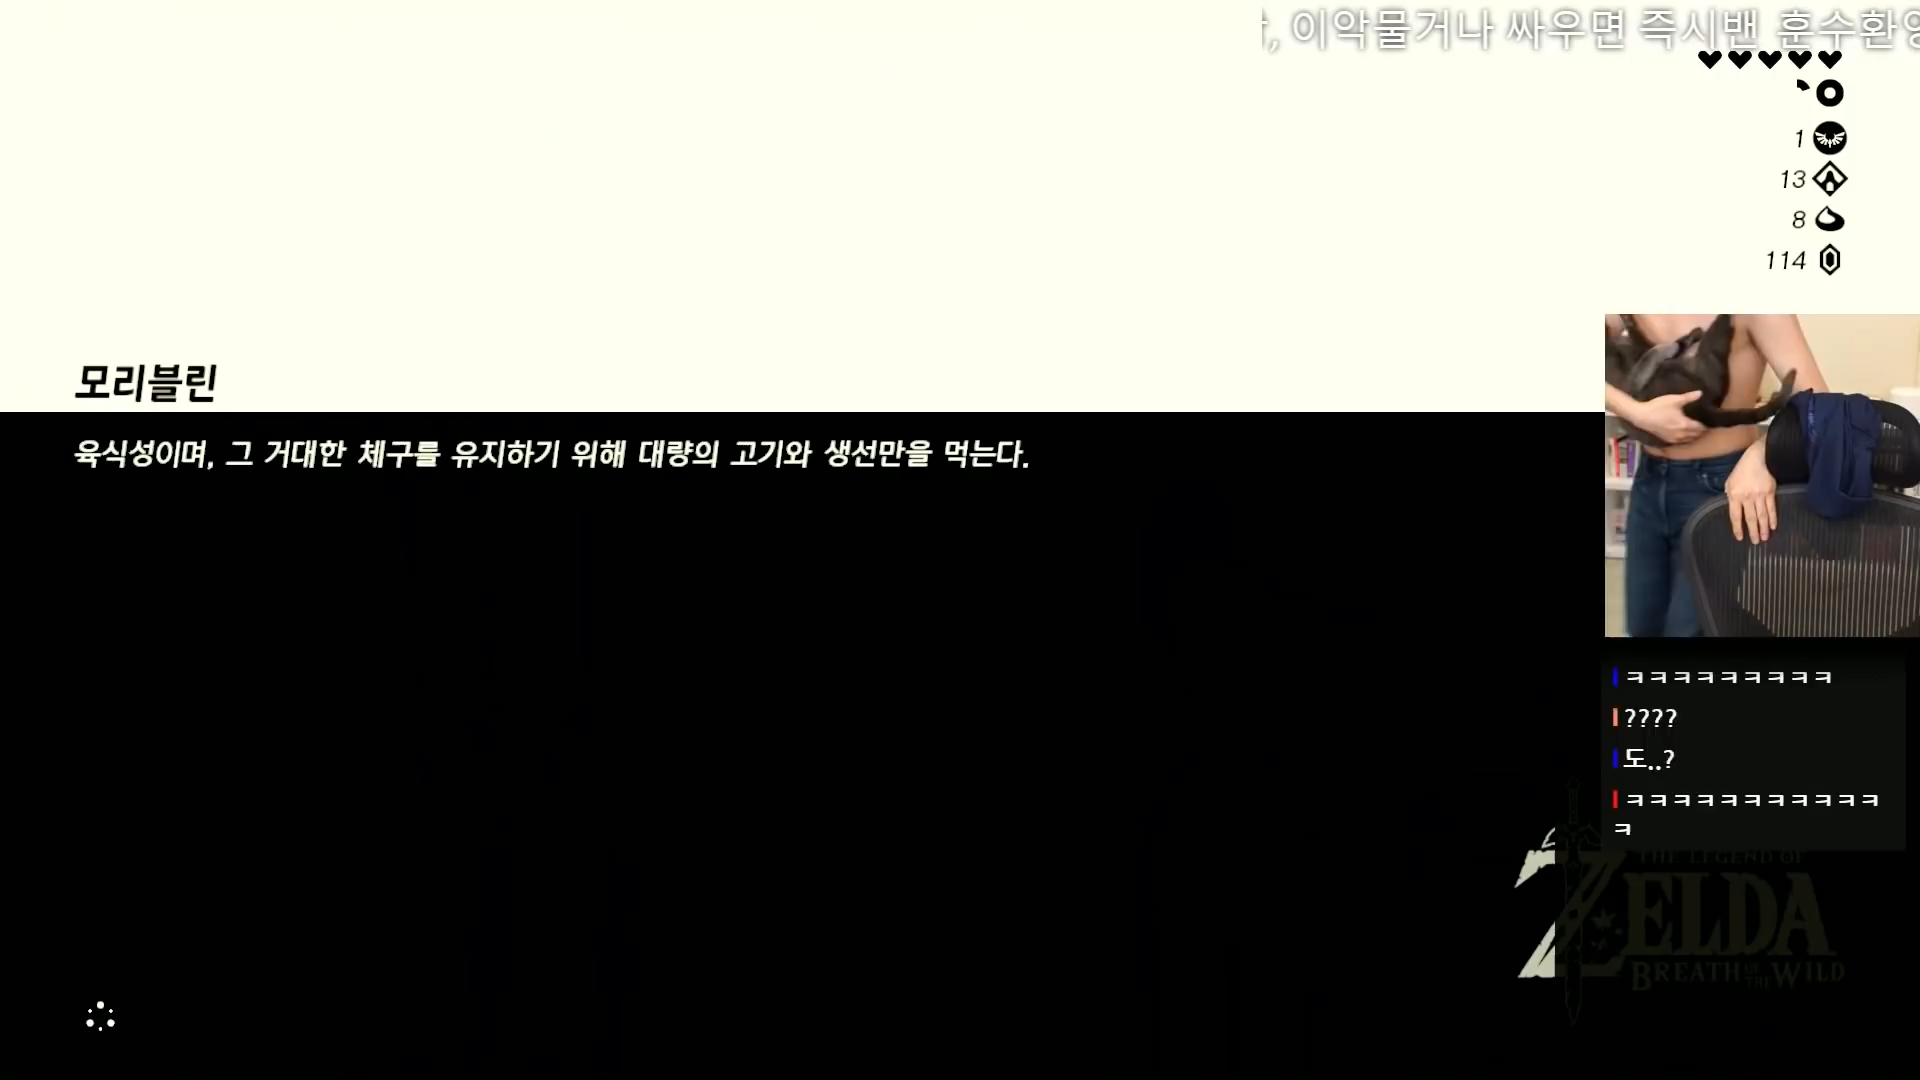 , 이악물거나 싸우면 즉시밴 훈수환영
1
13
8
114
모리블린
육식성이며, 그 거대한 체구를 유지하기 위해 대량의 고기와 생선만을 먹는다.
ㅋㅋㅋㅋㅋㅋㅋㅋㅋ
????
도..?
ㅋㅋㅋㅋㅋㅋㅋㅋㅋㅋㅋ
ㅋ
THE LEGEND OF
ZELDA
BREATH OF THE WILD